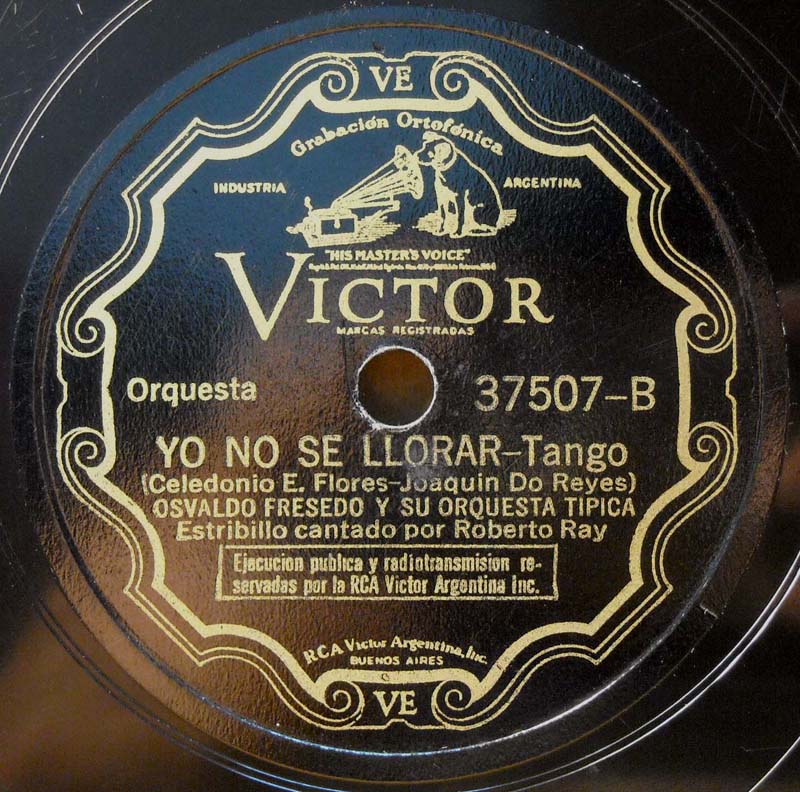 VE
Grabación Ortofónica
INDUSTRIA ARGENTINA
"HIS MASTER'S VOICE"
VICTOR
MARCAS REGISTRADAS
Orquesta 37507-B
YO NO SE LLORAR-Tango
(Celedonio E. Flores-Joaquin Do Reyes)
OSVALDO FRESEDO Y SU ORQUESTA TIPICA
Estribillo cantado por Roberto Ray
Ejecucion publica y radiotransmision re-
servadas por la RCA Victor Argentina Inc.
RCA Victor Argentina, Inc.
BUENOS AIRES
VE